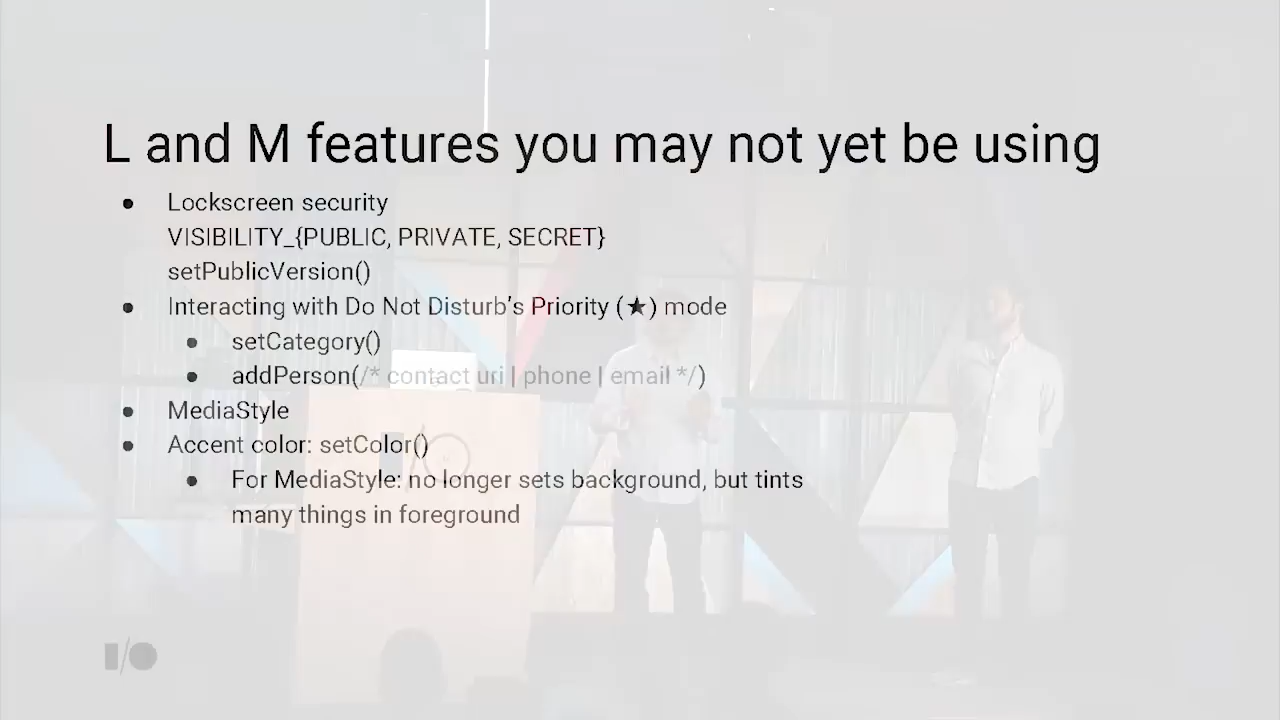 L and M features you may not yet be using
● Lockscreen security
VISIBILITY_{PUBLIC, PRIVATE, SECRET}
setPublicVersion()
● Interacting with Do Not Disturb’s Priority (★) mode
● setCategory()
● addPerson(/* contact uri | phone | email */)
● MediaStyle
● Accent color: setColor()
● For MediaStyle: no longer sets background, but tints
many things in foreground
I/O